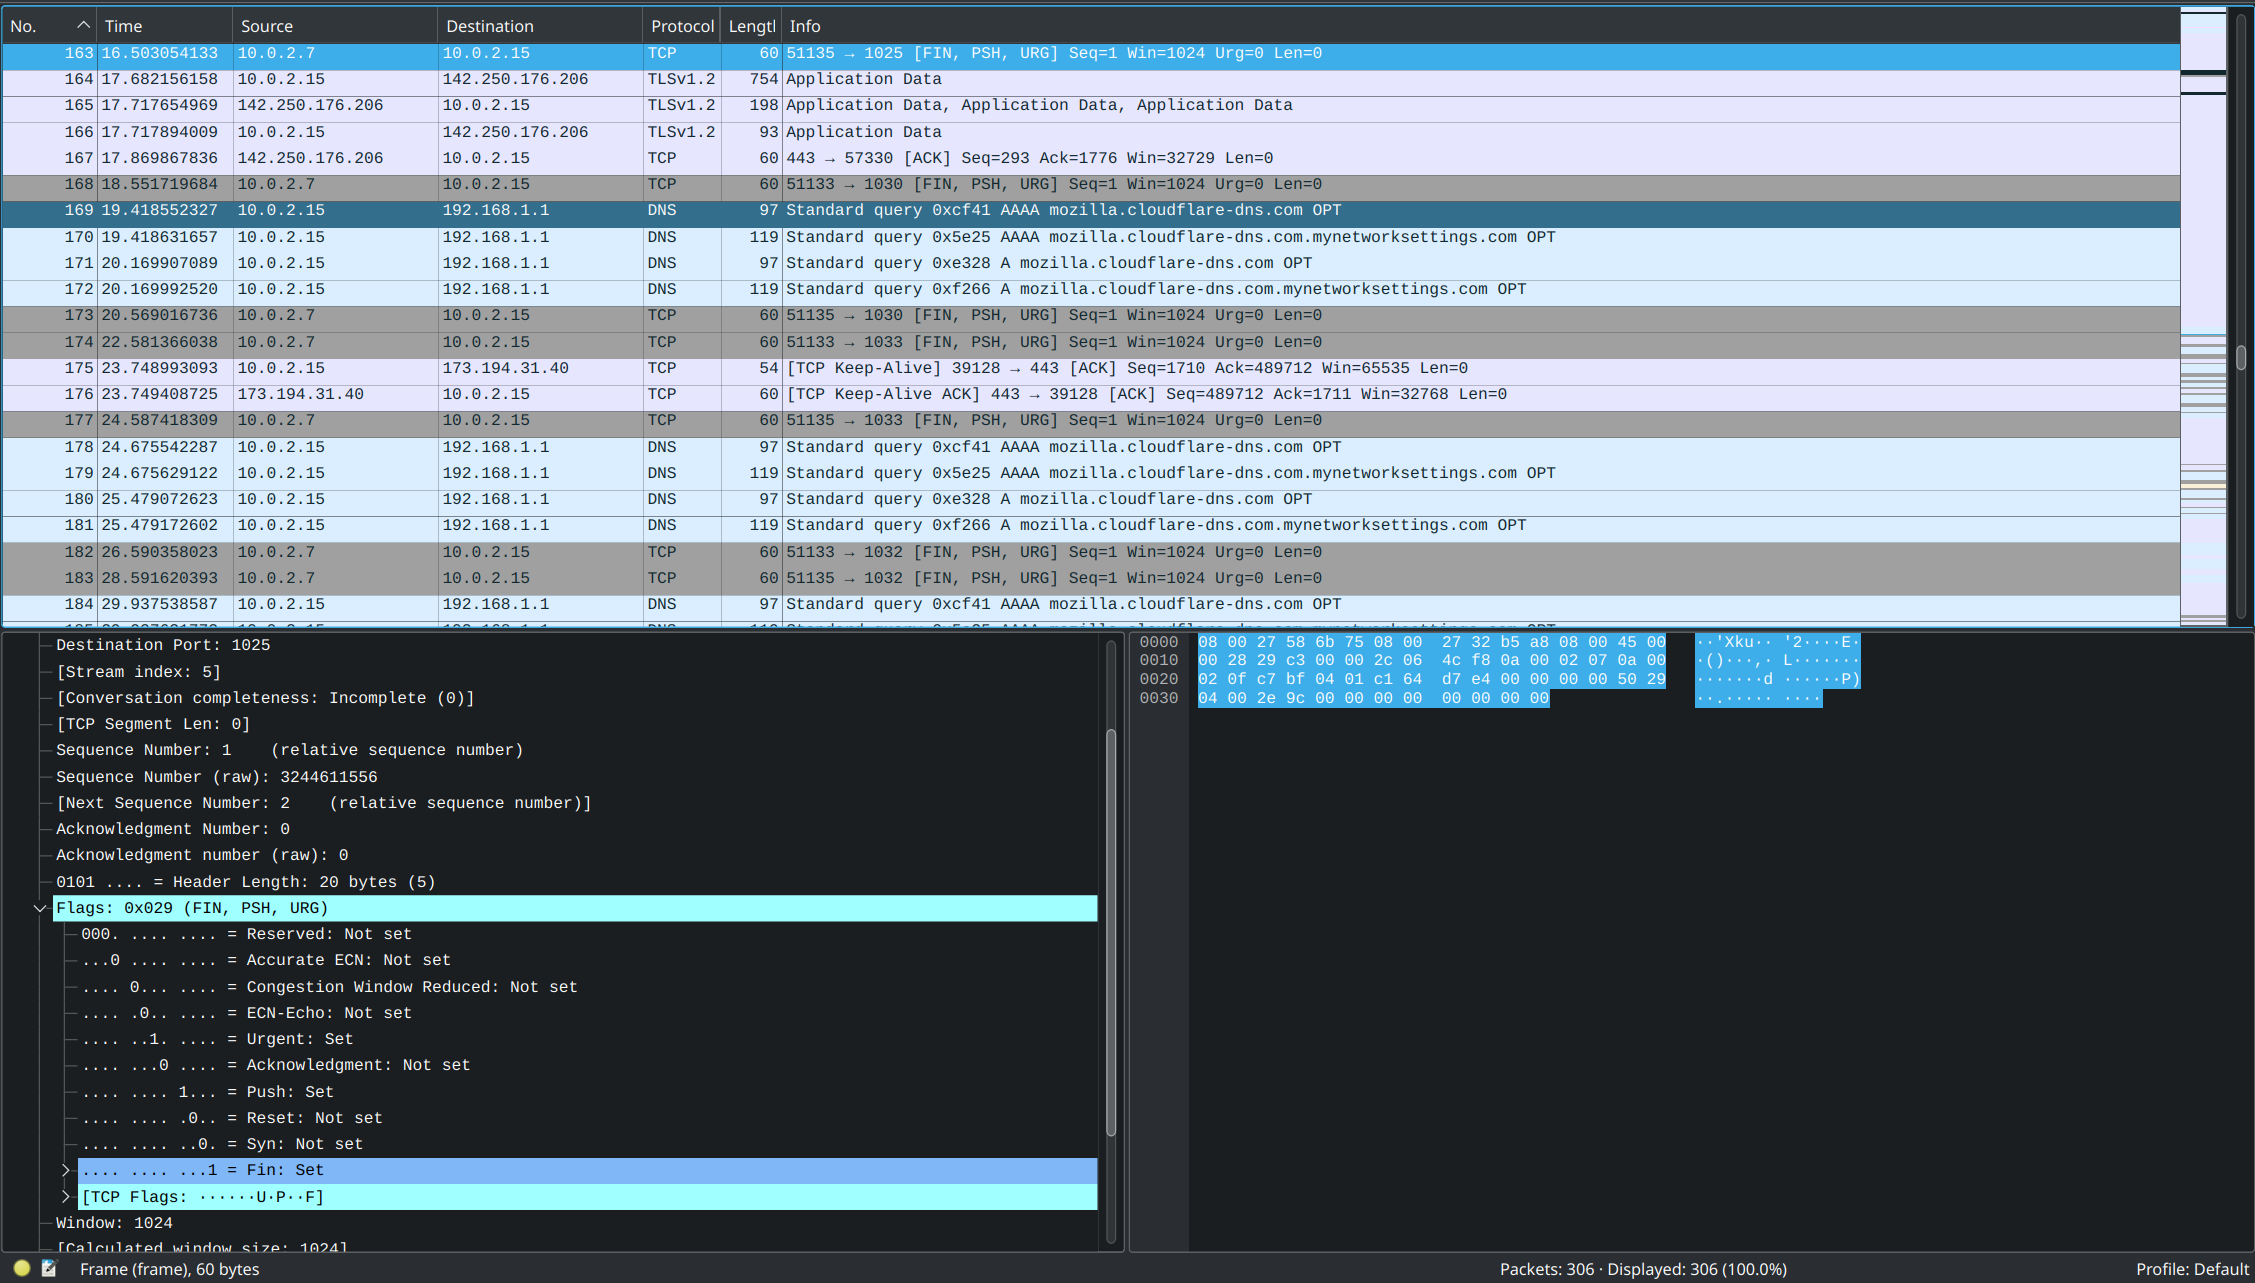 No. Time Source Destination Protocol Lengtl Info
163 16.503054133 10.0.2.7 10.0.2.15 TCP 60 51135 → 1025 [FIN, PSH, URG] Seq=1 Win=1024 Urg=0 Len=0
164 17.682156158 10.0.2.15 142.250.176.206 TLSv1.2 754 Application Data
165 17.717654969 142.250.176.206 10.0.2.15 TLSv1.2 198 Application Data, Application Data, Application Data
166 17.717894009 10.0.2.15 142.250.176.206 TLSv1.2 93 Application Data
167 17.869867836 142.250.176.206 10.0.2.15 TCP 60 443 → 57330 [ACK] Seq=293 Ack=1776 Win=32729 Len=0
168 18.551719684 10.0.2.7 10.0.2.15 TCP 60 51133 → 1030 [FIN, PSH, URG] Seq=1 Win=1024 Urg=0 Len=0
169 19.418552327 10.0.2.15 192.168.1.1 DNS 97 Standard query 0xcf41 AAAA mozilla.cloudflare-dns.com OPT
170 19.418631657 10.0.2.15 192.168.1.1 DNS 119 Standard query 0x5e25 AAAA mozilla.cloudflare-dns.com.mynetworksettings.com OPT
171 20.169907089 10.0.2.15 192.168.1.1 DNS 97 Standard query 0xe328 A mozilla.cloudflare-dns.com OPT
172 20.169992520 10.0.2.15 192.168.1.1 DNS 119 Standard query 0xf266 A mozilla.cloudflare-dns.com.mynetworksettings.com OPT
173 20.569016736 10.0.2.7 10.0.2.15 TCP 60 51135 → 1030 [FIN, PSH, URG] Seq=1 Win=1024 Urg=0 Len=0
174 22.581366038 10.0.2.7 10.0.2.15 TCP 60 51133 → 1033 [FIN, PSH, URG] Seq=1 Win=1024 Urg=0 Len=0
175 23.748993093 10.0.2.15 173.194.31.40 TCP 54 [TCP Keep-Alive] 39128 → 443 [ACK] Seq=1710 Ack=489712 Win=65535 Len=0
176 23.749408725 173.194.31.40 10.0.2.15 TCP 60 [TCP Keep-Alive ACK] 443 → 39128 [ACK] Seq=489712 Ack=1711 Win=32768 Len=0
177 24.587418309 10.0.2.7 10.0.2.15 TCP 60 51135 → 1033 [FIN, PSH, URG] Seq=1 Win=1024 Urg=0 Len=0
178 24.675542287 10.0.2.15 192.168.1.1 DNS 97 Standard query 0xcf41 AAAA mozilla.cloudflare-dns.com OPT
179 24.675629122 10.0.2.15 192.168.1.1 DNS 119 Standard query 0x5e25 AAAA mozilla.cloudflare-dns.com.mynetworksettings.com OPT
180 25.479072623 10.0.2.15 192.168.1.1 DNS 97 Standard query 0xe328 A mozilla.cloudflare-dns.com OPT
181 25.479172602 10.0.2.15 192.168.1.1 DNS 119 Standard query 0xf266 A mozilla.cloudflare-dns.com.mynetworksettings.com OPT
182 26.590358023 10.0.2.7 10.0.2.15 TCP 60 51133 → 1032 [FIN, PSH, URG] Seq=1 Win=1024 Urg=0 Len=0
183 28.591620393 10.0.2.7 10.0.2.15 TCP 60 51135 → 1032 [FIN, PSH, URG] Seq=1 Win=1024 Urg=0 Len=0
184 29.937538587 10.0.2.15 192.168.1.1 DNS 97 Standard query 0xcf41 AAAA mozilla.cloudflare-dns.com OPT
Destination Port: 1025
[Stream index: 5]
[Conversation completeness: Incomplete (0)]
[TCP Segment Len: 0]
Sequence Number: 1    (relative sequence number)
Sequence Number (raw): 3244611556
[Next Sequence Number: 2    (relative sequence number)]
Acknowledgment Number: 0
Acknowledgment number (raw): 0
0101 .... = Header Length: 20 bytes (5)
Flags: 0x029 (FIN, PSH, URG)
000. .... .... = Reserved: Not set
...0 .... .... = Accurate ECN: Not set
.... 0... .... = Congestion Window Reduced: Not set
.... .0.. .... = ECN-Echo: Not set
.... ..1. .... = Urgent: Set
.... ...0 .... = Acknowledgment: Not set
.... .... 1... = Push: Set
.... .... .0.. = Reset: Not set
.... .... ..0. = Syn: Not set
.... .... ...1 = Fin: Set
[TCP Flags: ······U·P··F]
Window: 1024
[Calculated window size: 1024]
0000 08 00 27 58 6b 75 08 00 27 32 b5 a8 08 00 45 00 ··'Xku·· '2····E·
0010 00 28 29 c3 00 00 2c 06 4c f8 0a 00 02 07 0a 00 ·()···,· L·······
0020 02 0f c7 bf 04 01 c1 64 d7 e4 00 00 00 00 50 29 ·······d ······P)
0030 04 00 2e 9c 00 00 00 00 00 00 00 00 ··.····· ····
Frame (frame), 60 bytes
Packets: 306 · Displayed: 306 (100.0%)
Profile: Default